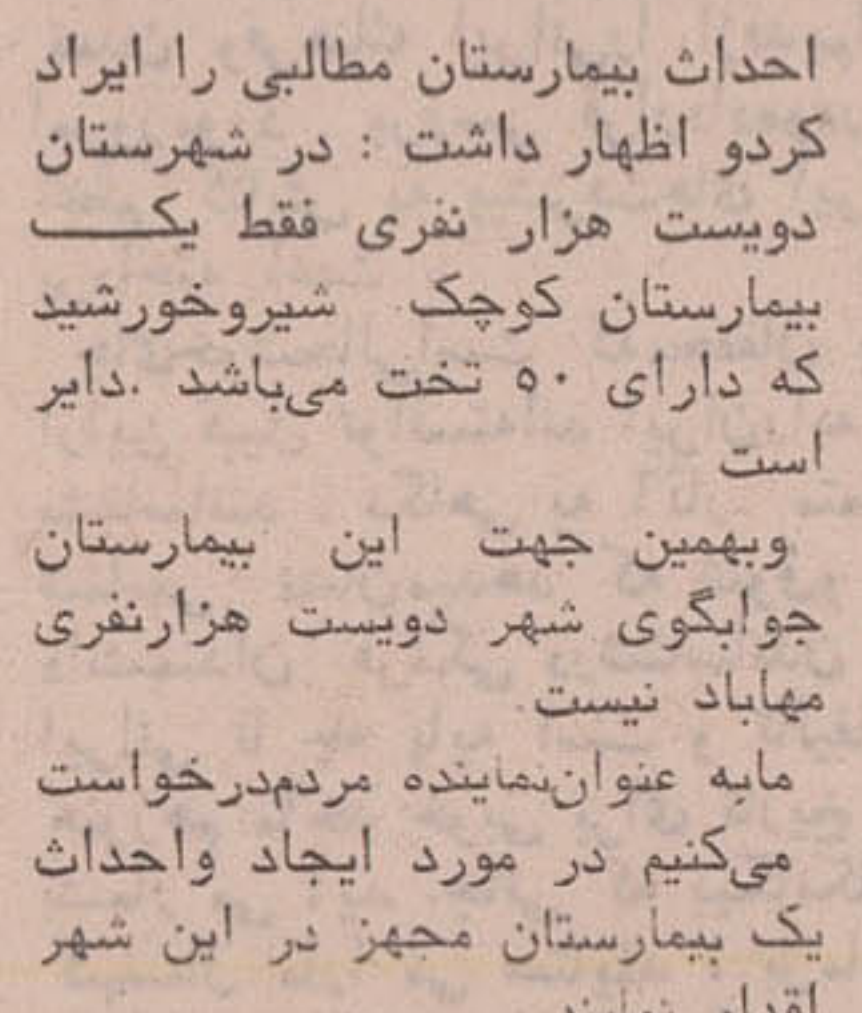 احداث بیمارستان مطالبی را ایراد
کردو اظهار داشت : در شهرستان
دویست هزار نفری فقط یک
بیمارستان کوچک شیروخورشید
که دارای ۵۰ تخت می‌باشد .دایر
است
وبهمین جهت این بیمارستان
جوابگوی شهر دویست هزارنفری
مهاباد نیست
مابه عنوان‌نماینده مردم‌درخواست
می‌کنیم در مورد ایجاد واحداث
یک بیمارستان مجهز در این شهر
اقدام نمایند